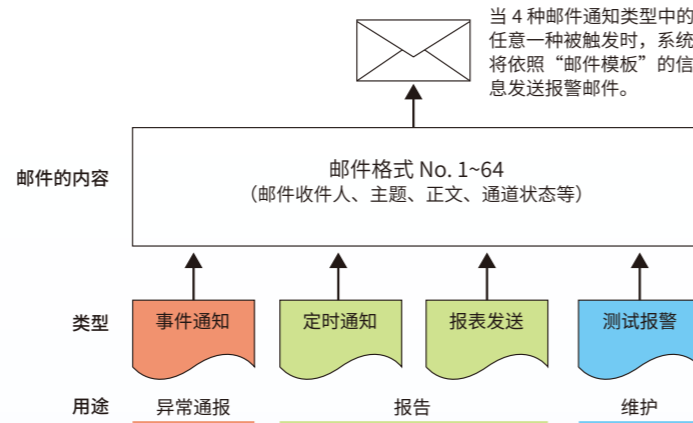 当 4 种邮件通知类型中的
任意一种被触发时，系统
将依照“邮件模板”的信
息发送报警邮件。
邮件的内容
邮件格式 No. 1~64
（邮件收件人、主题、正文、通道状态等）
类型
事件通知
定时通知
报表发送
测试报警
用途
异常通报
报告
维护